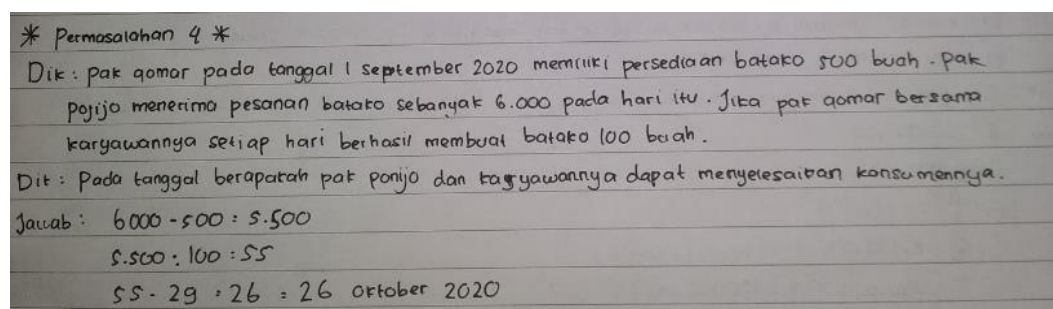 * Permasalahan 4 *
Dik : pak qomar pada tanggal 1 September 2020 memiliki persediaan batako 500 buah . pak
pojijo menerima pesanan batako sebanyak 6.000 pada hari itu . Jika pak qomar bersama
karyawannya setiap hari berhasil membuat batako 100 buah .
Dit : Pada tanggal berapakah pak ponijo dan karyawannya dapat menyelesaikan konsumennya .
Jawab : 6000 - 500 : 5.500
5.500 : 100 : 55
55 - 29 : 26 : 26 Oktober 2020